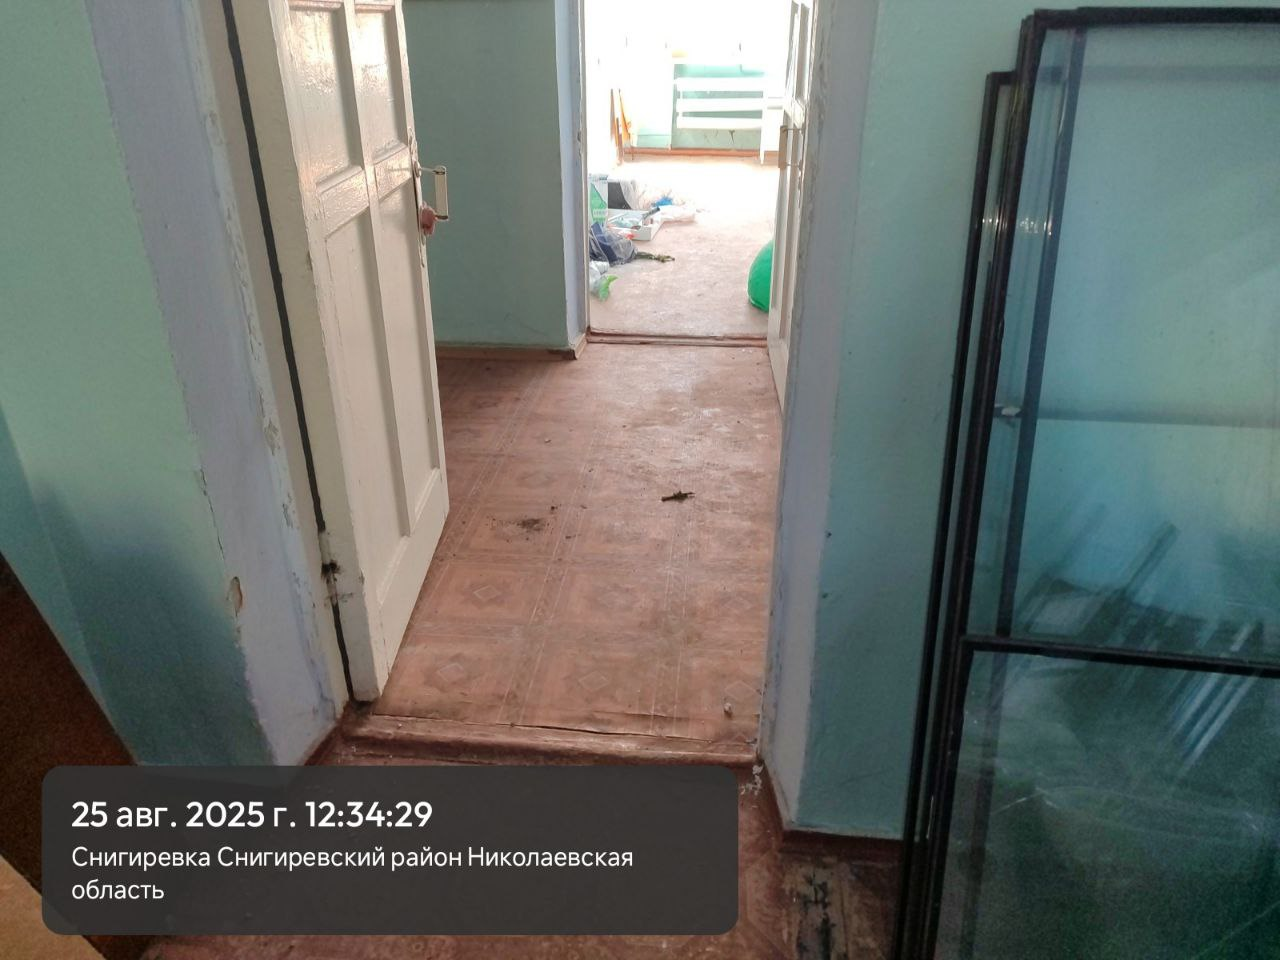 25 авг. 2025 г. 12:34:29
Снигиревка Снигиревский район Николаевская
область